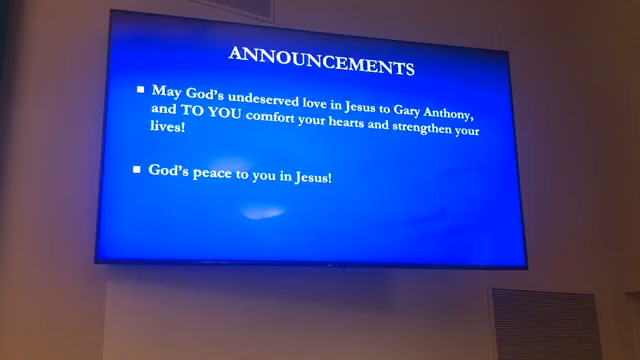 ANNOUNCEMENTS
▪ May God's undeserved love in Jesus to Gary Anthony,
and TO YOU comfort your hearts and strengthen your
lives!
▪ God's peace to you in Jesus!